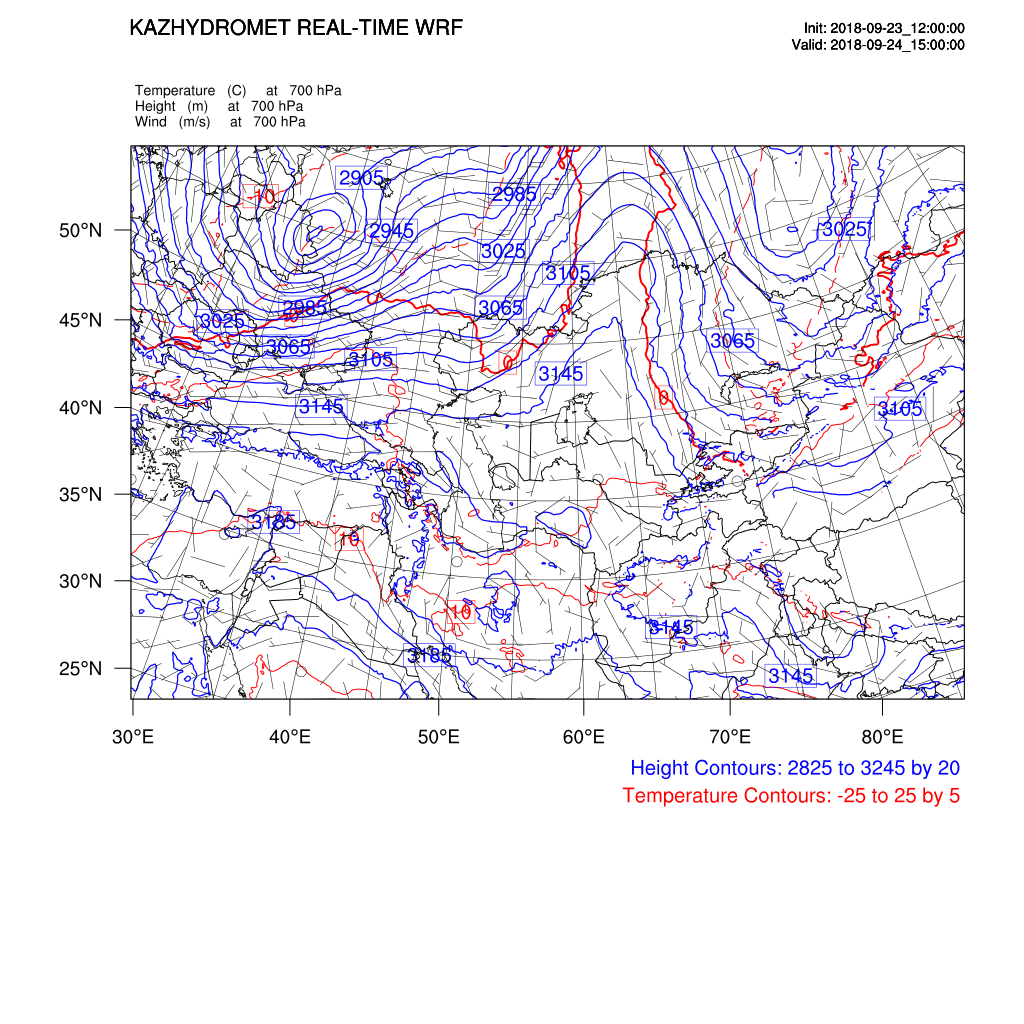 KAZHYDROMET REAL-TIME WRF
Init: 2018-09-23_12:00:00
Valid: 2018-09-24_15:00:00
Temperature (C) at 700 hPa
Height (m) at 700 hPa
Wind (m/s) at 700 hPa
2905
-10
2985
50°N
2945
3025
3025
3105
2985
3065
45°N
3025
0
3065
3065
3105
0
3145
0
40°N
3145
3105
35°N
3185
10
30°N
10
3145
3185
25°N
3145
30°E
40°E
50°E
60°E
70°E
80°E
Height Contours: 2825 to 3245 by 20
Temperature Contours: -25 to 25 by 5